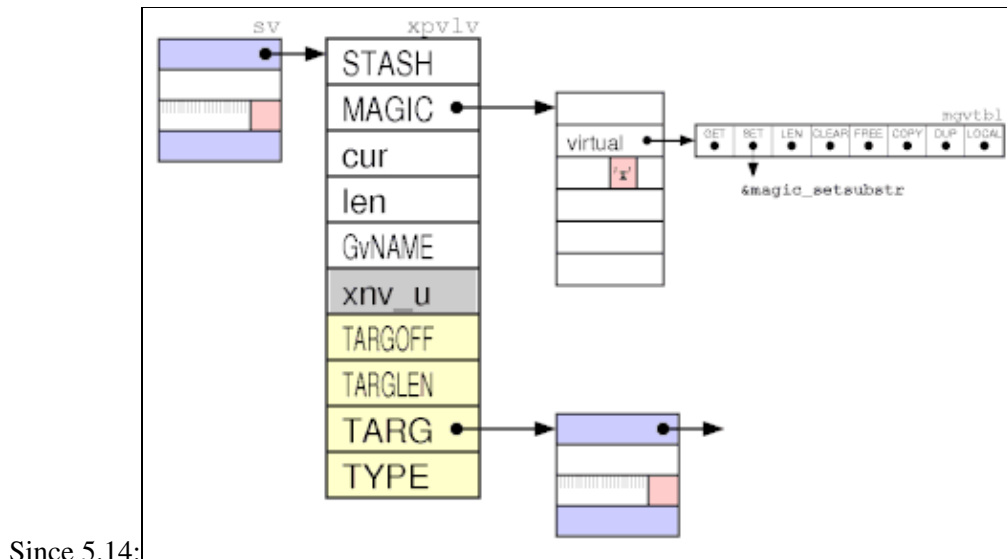 sv
xpvlv
STASH
MAGIC
cur
len
GvNAME
xnv_u
TARGOFF
TARGLEN
TARG
TYPE
virtual
'x'
mgvtbl
GET SET LEN CLEAR FREE COPY DUP LOCAL
&magic_setsubstr
Since 5.14: